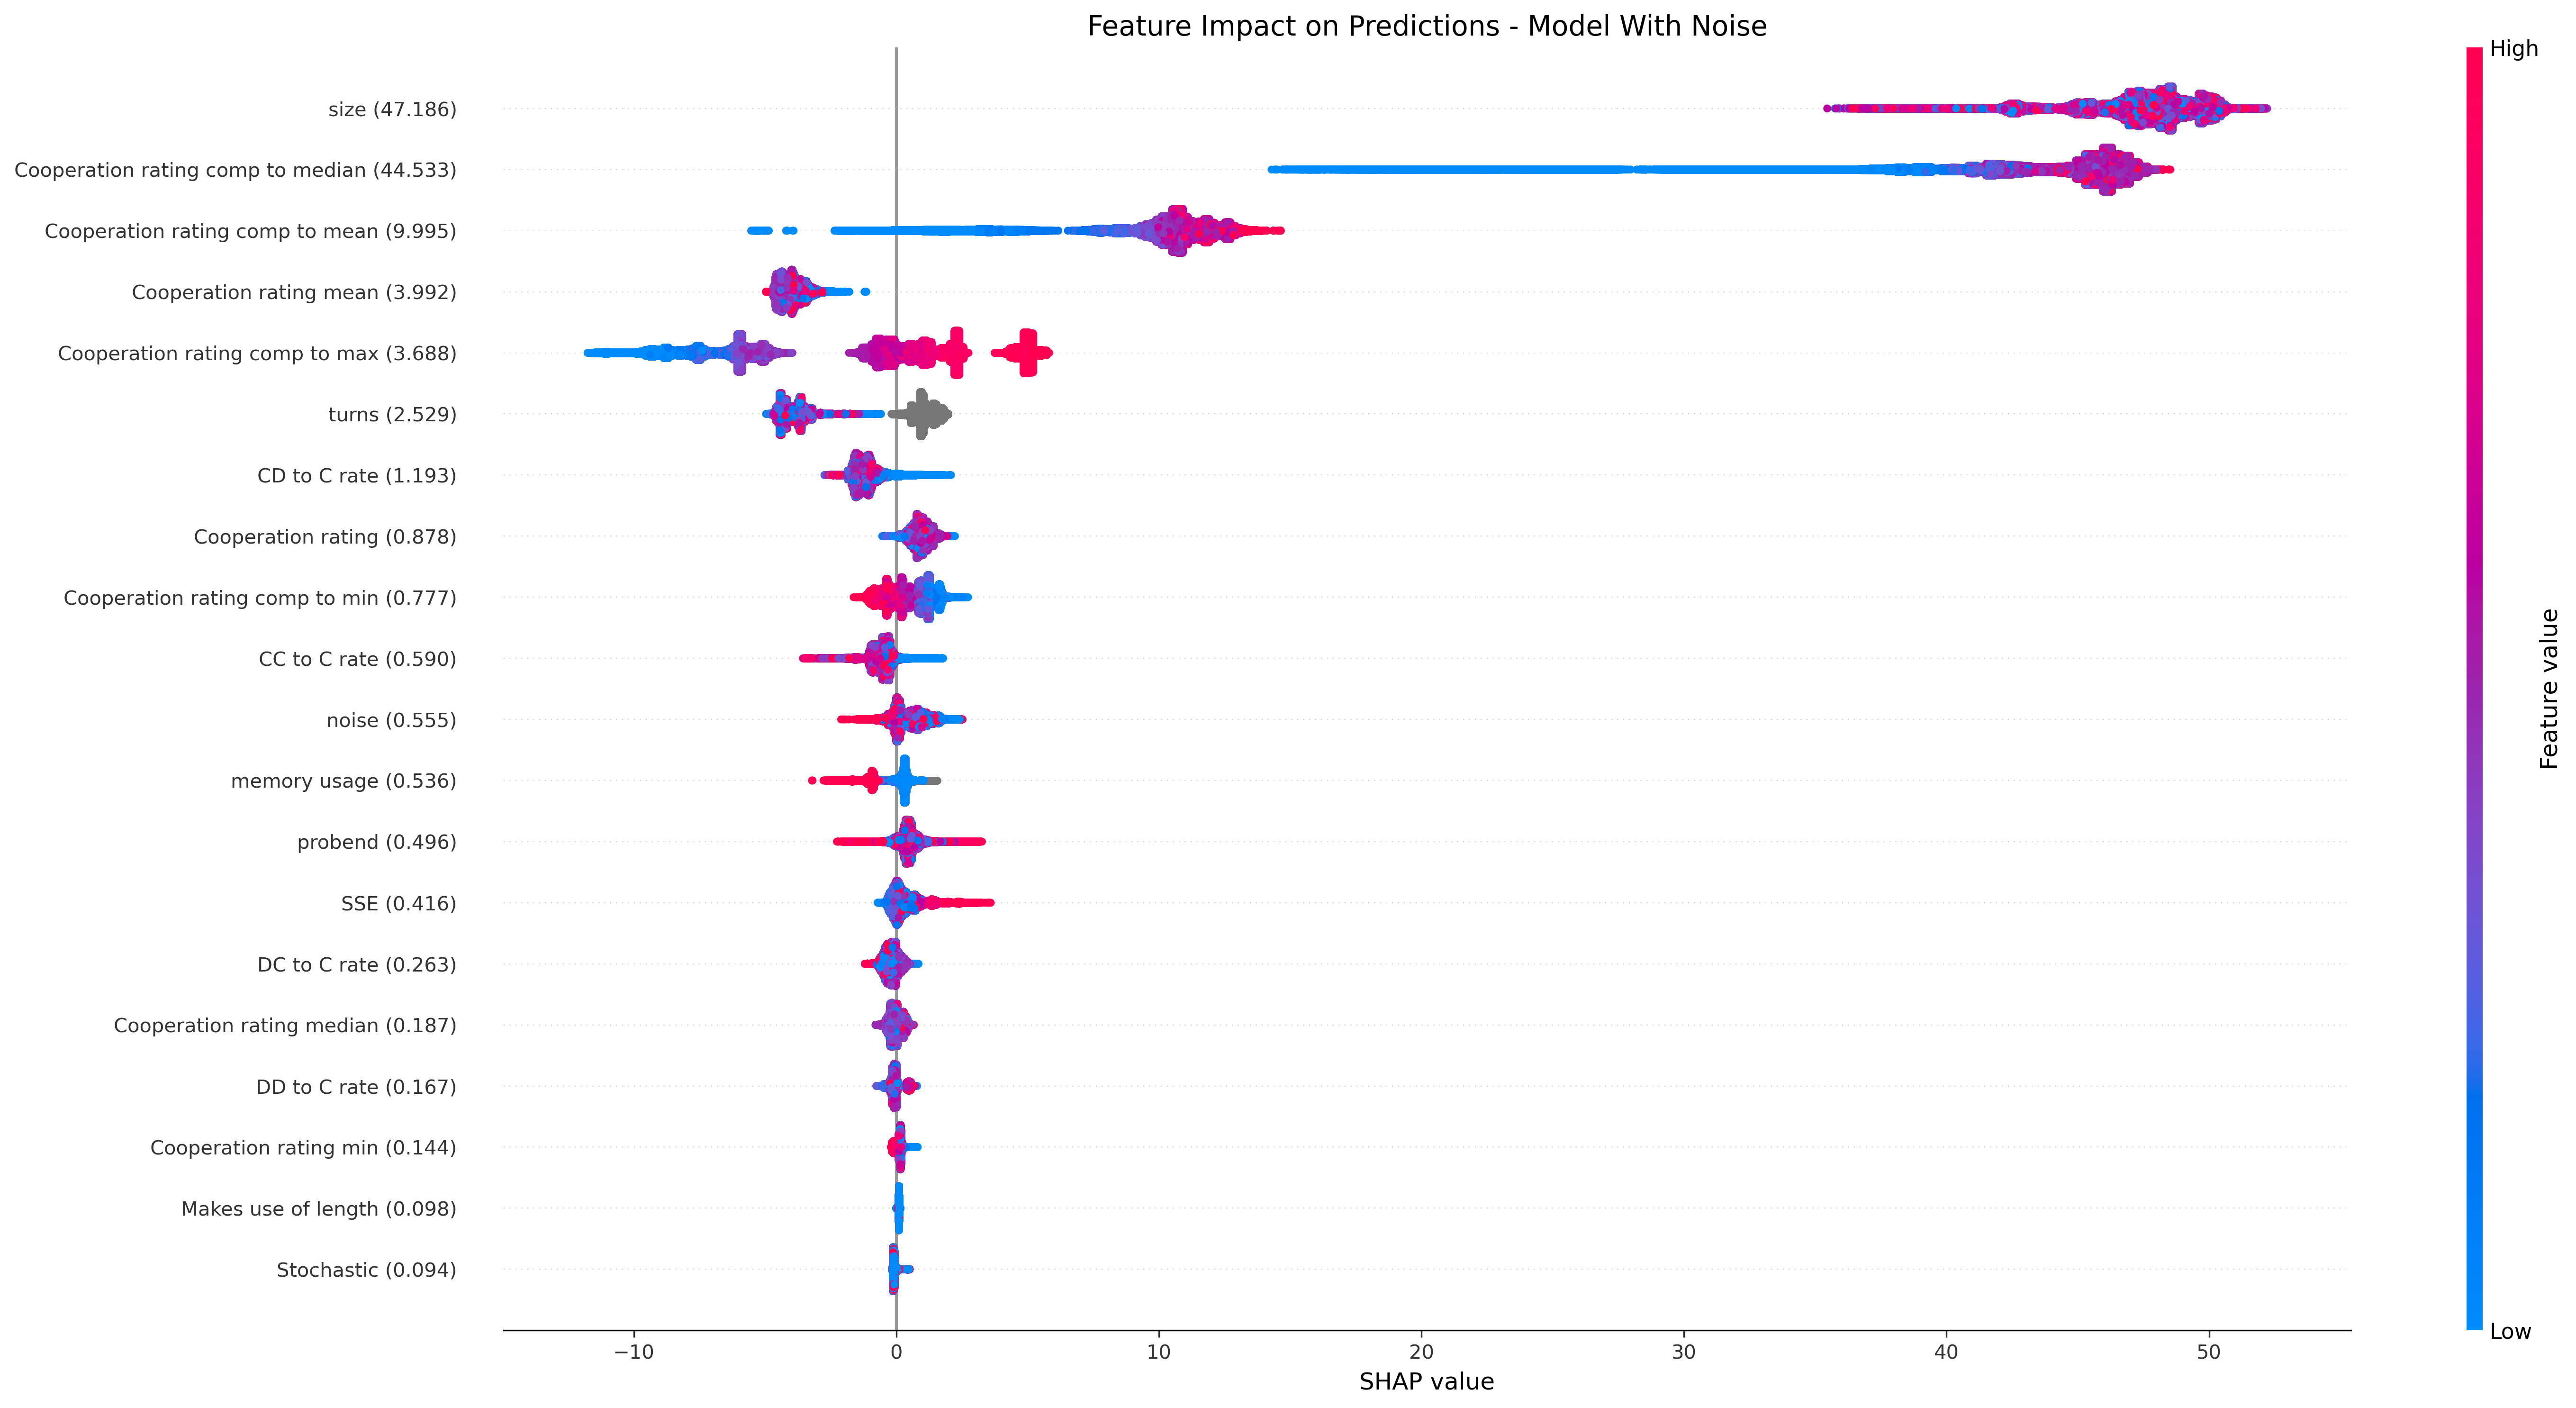 Feature Impact on Predictions - Model With Noise
High
size (47.186)
Cooperation rating comp to median (44.533)
Cooperation rating comp to mean (9.995)
Cooperation rating mean (3.992)
Cooperation rating comp to max (3.688)
turns (2.529)
CD to C rate (1.193)
Cooperation rating (0.878)
Cooperation rating comp to min (0.777)
CC to C rate (0.590)
noise (0.555)
memory usage (0.536)
probend (0.496)
SSE (0.416)
DC to C rate (0.263)
Cooperation rating median (0.187)
DD to C rate (0.167)
Cooperation rating min (0.144)
Makes use of length (0.098)
Stochastic (0.094)
Feature value
Low
−10 0 10 20 30 40 50
SHAP value